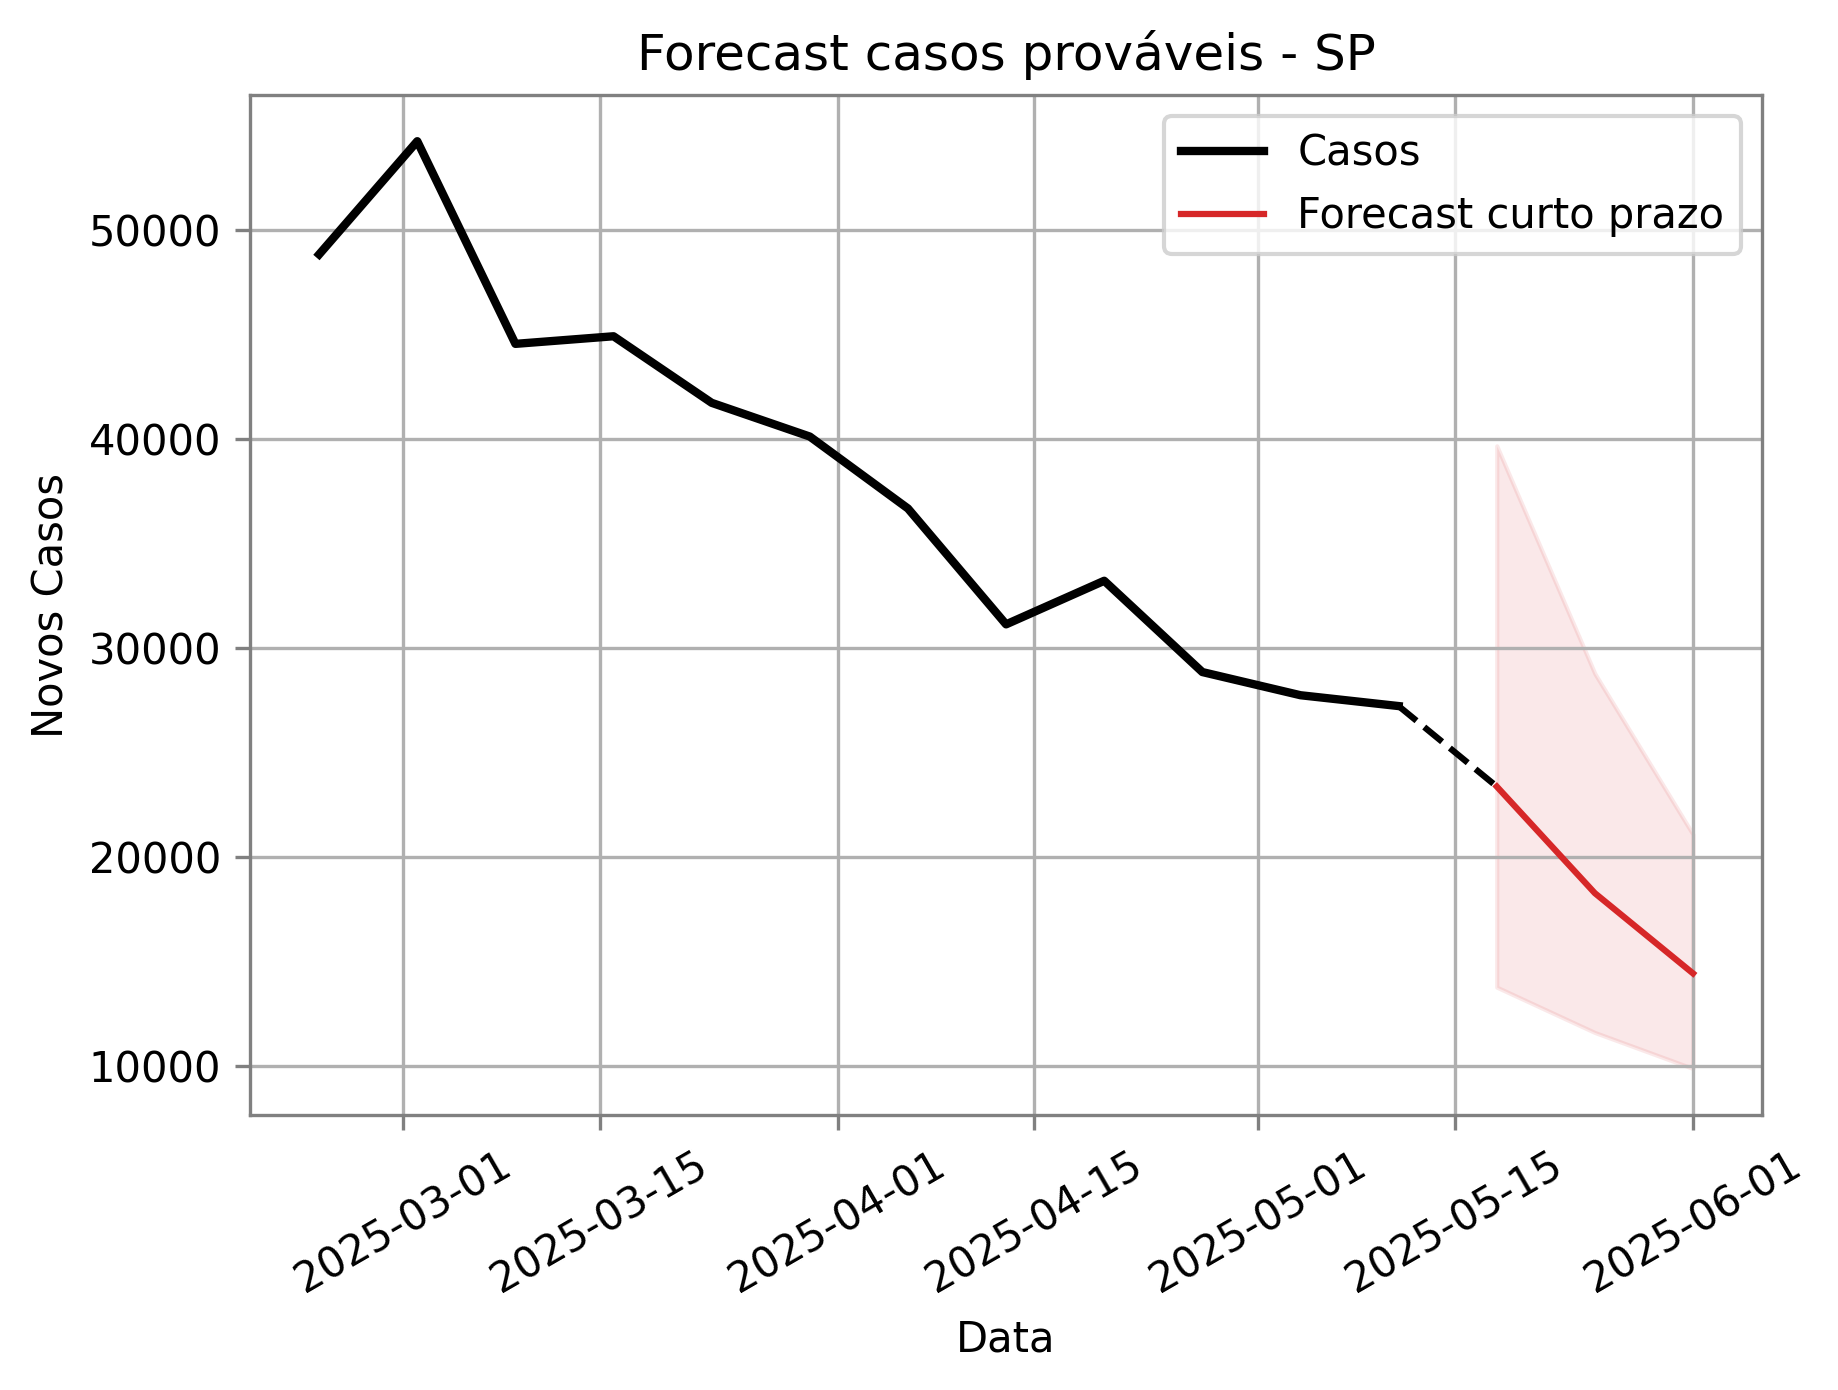 Forecast casos prováveis - SP
Casos
Forecast curto prazo
Novos Casos
50000
40000
30000
20000
10000
2025-03-01
2025-03-15
2025-04-01
2025-04-15
2025-05-01
2025-05-15
2025-06-01
Data